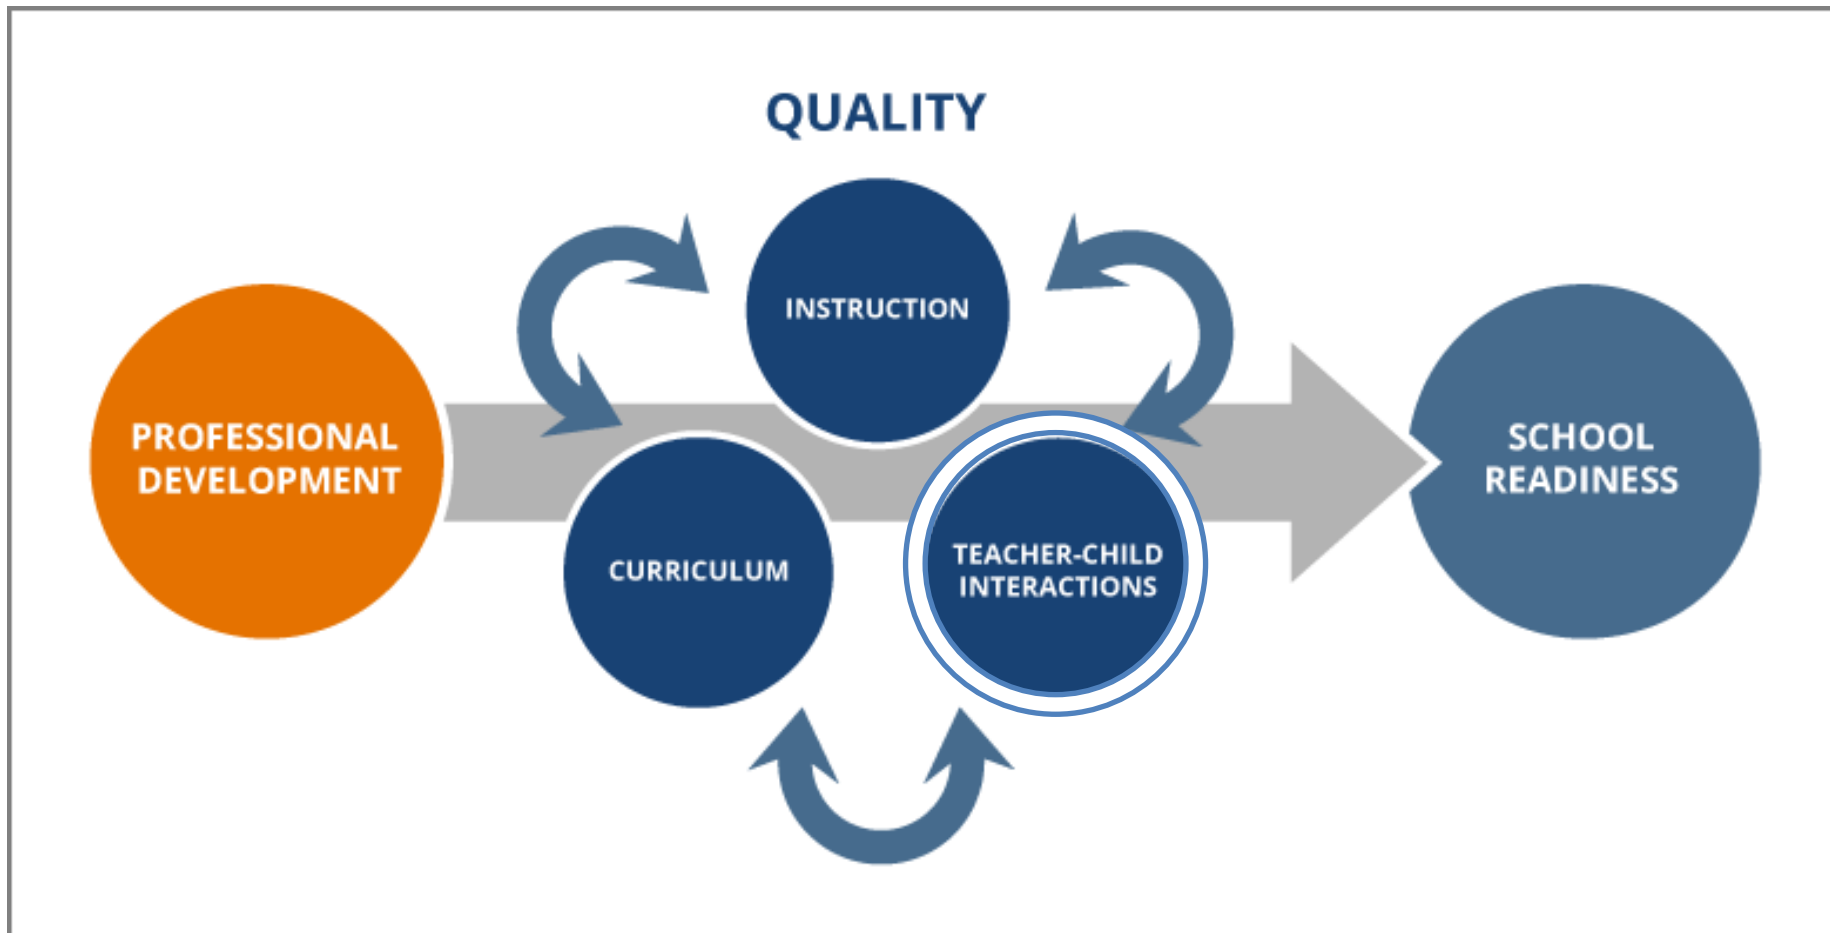 QUALITY
INSTRUCTION
PROFESSIONAL
DEVELOPMENT
CURRICULUM
TEACHER-CHILD
INTERACTIONS
SCHOOL
READINESS